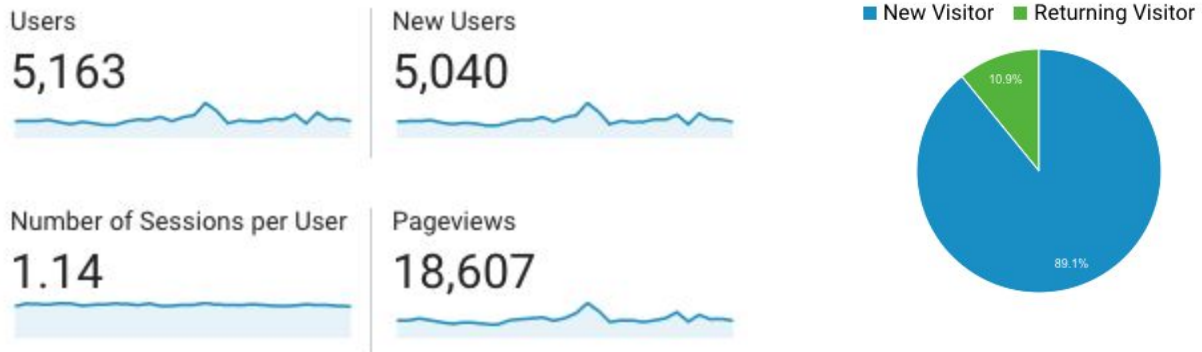 Users
5,163
New Users
5,040
Number of Sessions per User
1.14
Pageviews
18,607
New Visitor Returning Visitor
10.9%
89.1%